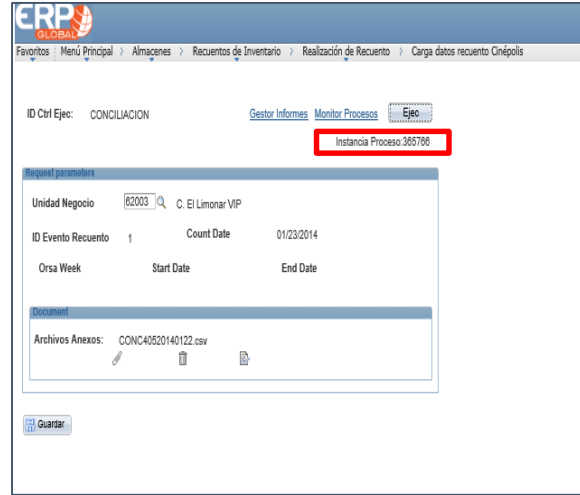 ERP
GLOBAL
Favoritos Menú Principal > Almacenes > Recuentos de Inventario > Realización de Recuento > Carga datos recuento Cinépolis
ID Ctrl Ejec: CONCILIACION Gestor Informes Monitor Procesos Ejec
Instancia Proceso:365766
Request parameters
Unidad Negocio 62003 C. El Limonar VIP
ID Evento Recuento 1 Count Date 01/23/2014
Orsa Week Start Date End Date
Document
Archivos Anexos: CONC40520140122.csv
Guardar